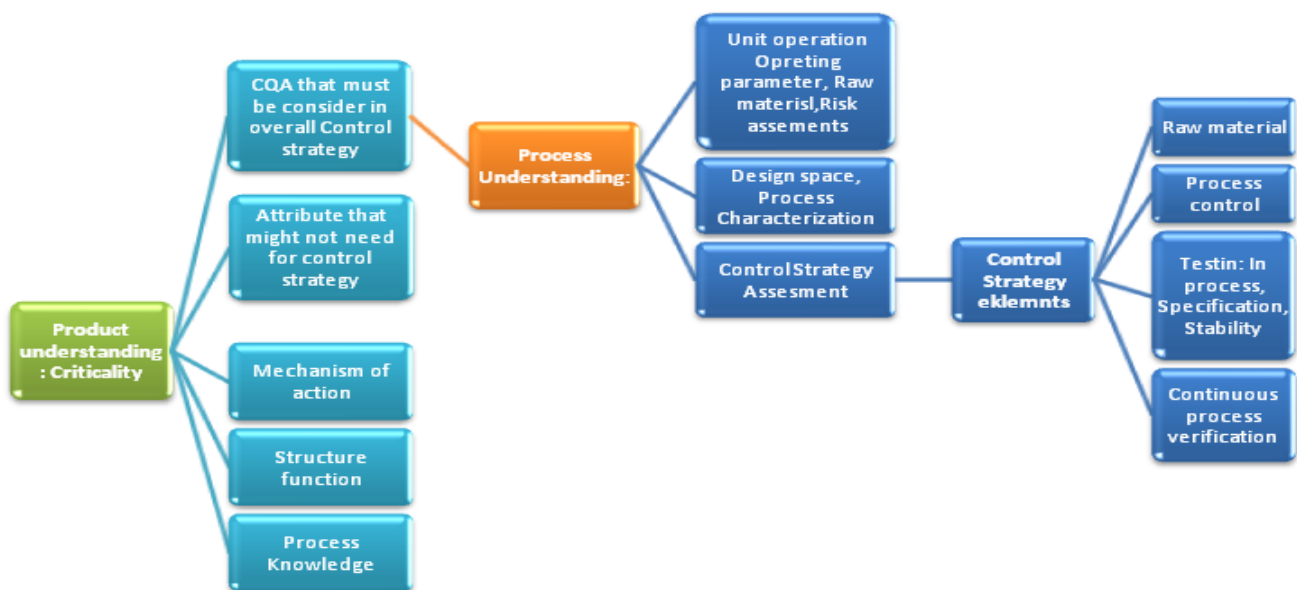 Product
understanding
: Criticality
CQA that must
be consider in
overall Control
strategy
Attribute that
might not need
for control
strategy
Mechanism of
action
Structure
function
Process
Knowledge
Process
Understanding:
Unit operation
Opreting
parameter, Raw
materisl,Risk
assements
Design space,
Process
Characterization
Control Strategy
Assesment
Control
Strategy
eklemnts
Raw material
Process
control
Testin: In
process,
Specification,
Stability
Continuous
process
verification